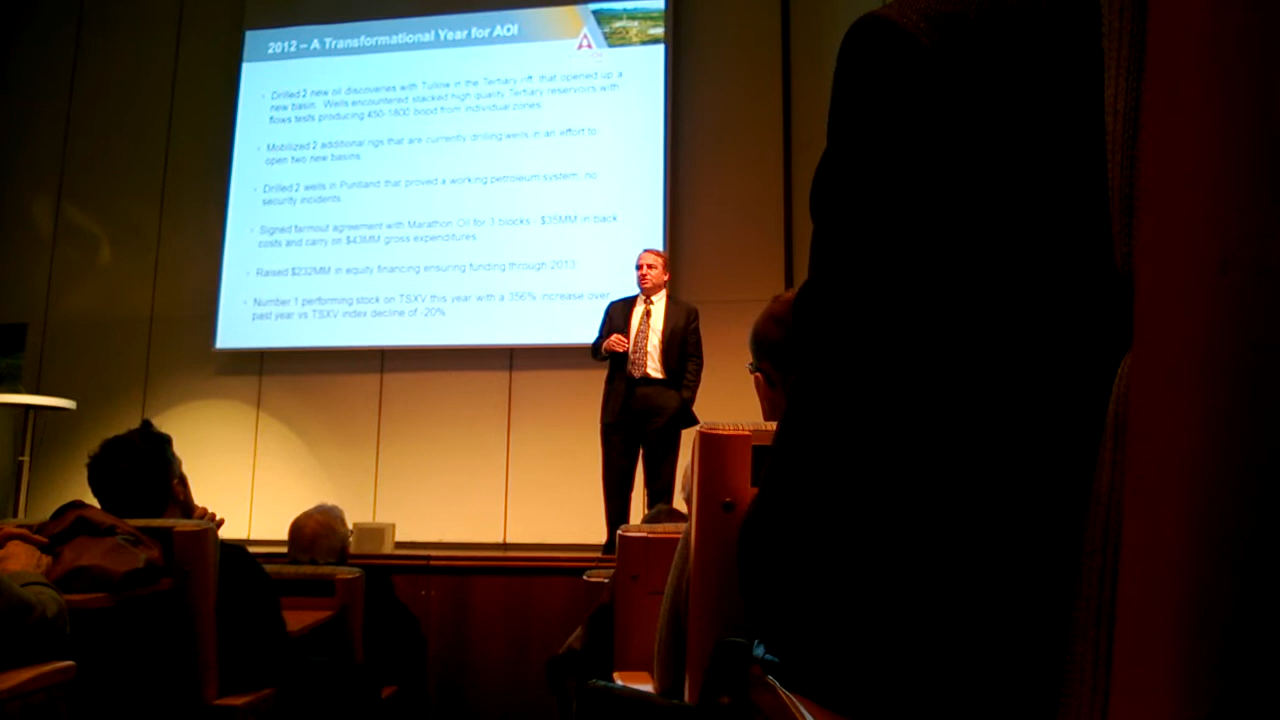 2012 – A Transformational Year for AOI
A
Drilled 2 new oil discoveries with Tullow in the Tertiary rift, that opened up a
new basin. Wells encountered stacked high quality Tertiary reservoirs with
flows tests producing 450-1800 bopd from individual zones.
Mobilized 2 additional rigs that are currently drilling wells in an effort to
open two new basins
Drilled 2 wells in Puntland that proved a working petroleum system, no
security incidents
Signed farmout agreement with Marathon Oil for 3 blocks. $35MM in back
costs and carry on $43MM gross expenditures.
Raised $232MM in equity financing ensuring funding through 2013
Number 1 performing stock on TSXV this year with a 356% increase over
past year vs TSXV index decline of -20%